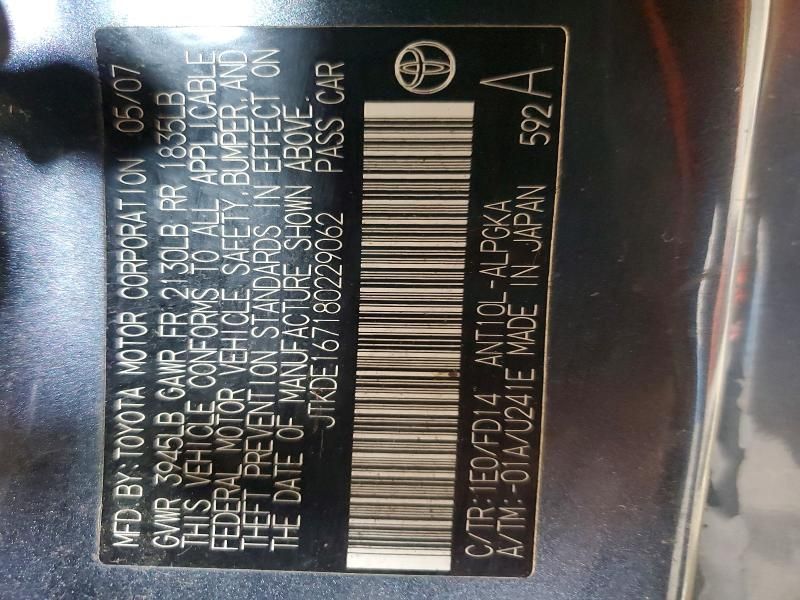 MFD BY: TOYOTA MOTOR CORPORATION 05/07
GVWR 3945LB GAWR FR 2130LB RR 1835LB
THIS VEHICLE CONFORMS TO ALL APPLICABLE
FEDERAL MOTOR VEHICLE SAFETY, BUMPER, AND
THEFT PREVENTION STANDARDS IN EFFECT ON
THE DATE OF MANUFACTURE SHOWN ABOVE.
JTKDE167180229062 PASS CAR
C/TR: 1E0/FD14 ANT10L-ALPGKA
A/TM: -01A/U241E MADE IN JAPAN 592 A